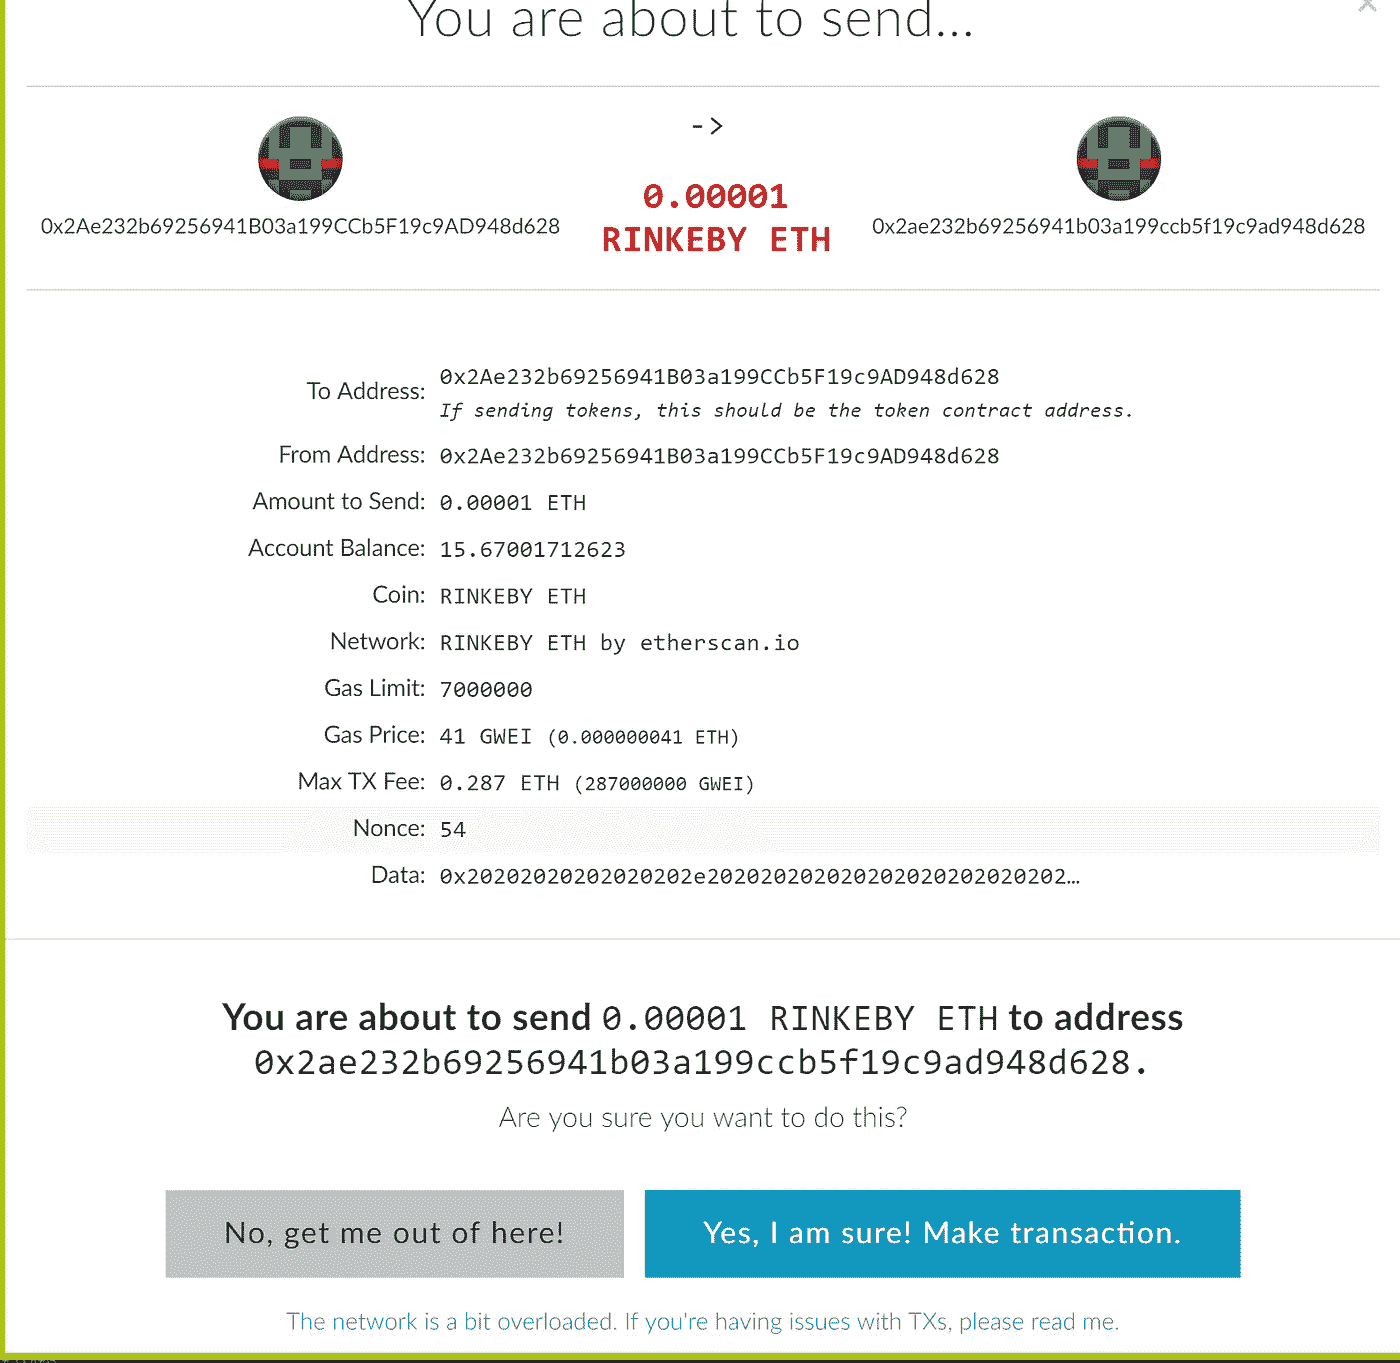 You are about to send...
->
0.00001
RINKEBY ETH
0x2Ae232b69256941B03a199CCb5F19c9AD948d628
0x2ae232b69256941b03a199ccb5f19c9ad948d628
To Address: 0x2Ae232b69256941B03a199CCb5F19c9AD948d628
If sending tokens, this should be the token contract address.
From Address: 0x2Ae232b69256941B03a199CCb5F19c9AD948d628
Amount to Send: 0.00001 ETH
Account Balance: 15.67001712623
Coin: RINKEBY ETH
Network: RINKEBY ETH by etherscan.io
Gas Limit: 7000000
Gas Price: 41 GWEI (0.000000041 ETH)
Max TX Fee: 0.287 ETH (287000000 GWEI)
Nonce: 54
Data: 0x20202020202020202e202020202020202020202020202…
You are about to send 0.00001 RINKEBY ETH to address
0x2ae232b69256941b03a199ccb5f19c9ad948d628.
Are you sure you want to do this?
No, get me out of here!
Yes, I am sure! Make transaction.
The network is a bit overloaded. If you're having issues with TXs, please read me.